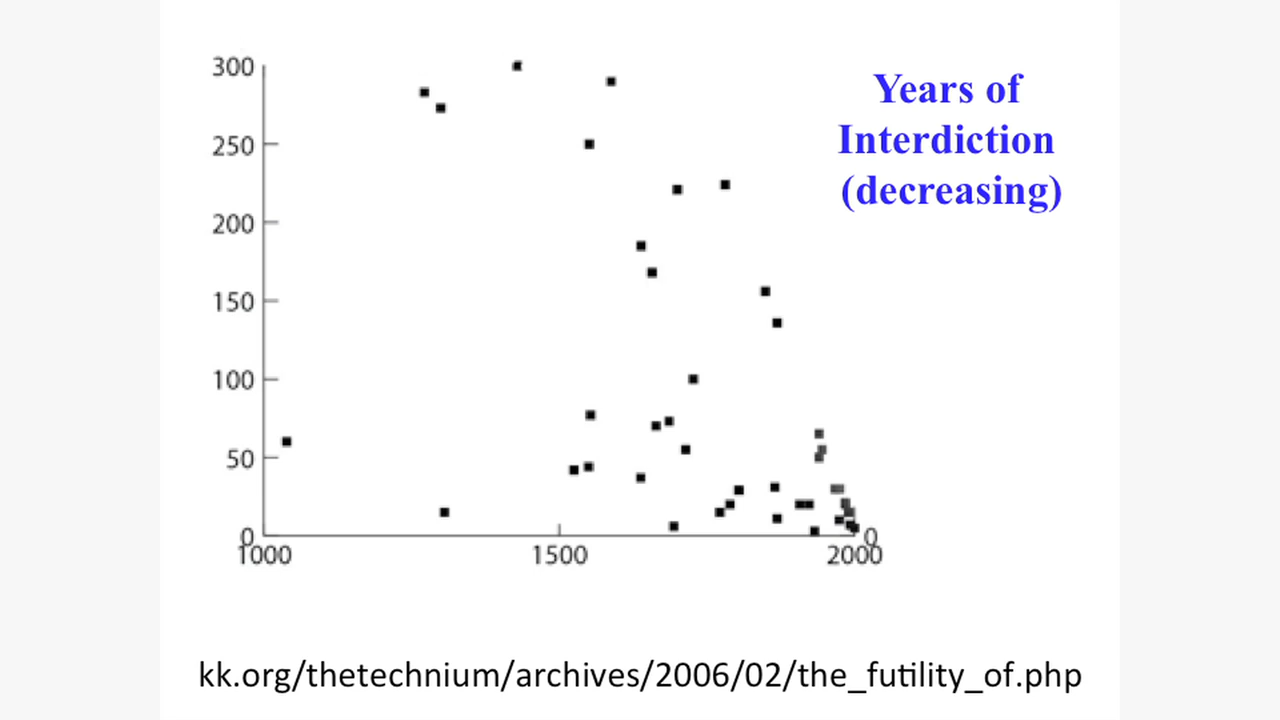 300
250
200
150
100
50
0
1000
1500
2000
0
Years of
Interdiction
(decreasing)
kk.org/thetechnium/archives/2006/02/the_futility_of.php